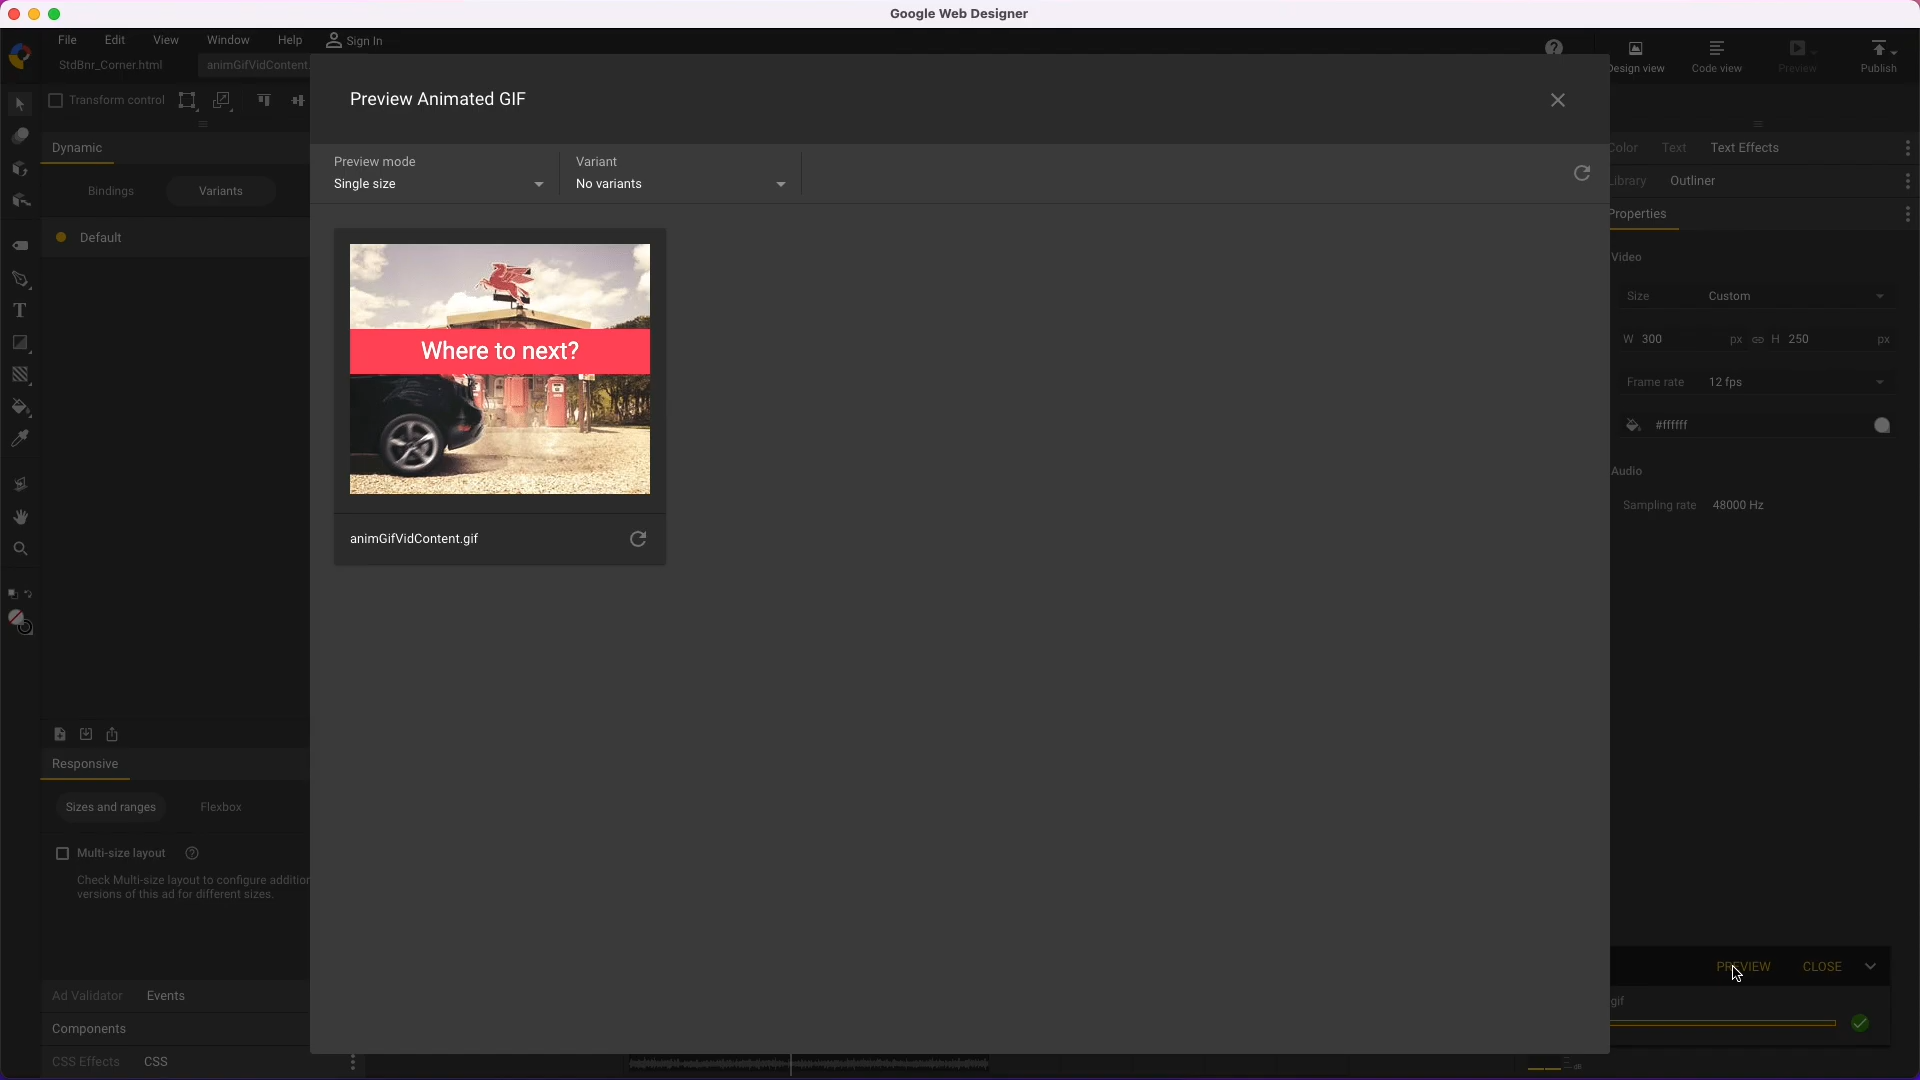 Google Web Designer
File Edit View Window Help Sign In
StdBnr_Corner.html animGifVidContent.
Design view Code view Preview Publish
Preview Animated GIF
Transform control
Dynamic
Color Text Text Effects
Preview mode Variant
Single size No variants
Bindings Variants
Library Outliner
Properties
Default
Video
Size Custom
W 300 px H 250 px
Where to next?
Frame rate 12 fps
#ffffff
Audio
Sampling rate 48000 Hz
animGifVidContent.gif
Responsive
Sizes and ranges Flexbox
Multi-size layout
Check Multi-size layout to configure addition
versions of this ad for different sizes.
PREVIEW CLOSE
Ad Validator Events
gif
Components
CSS Effects CSS